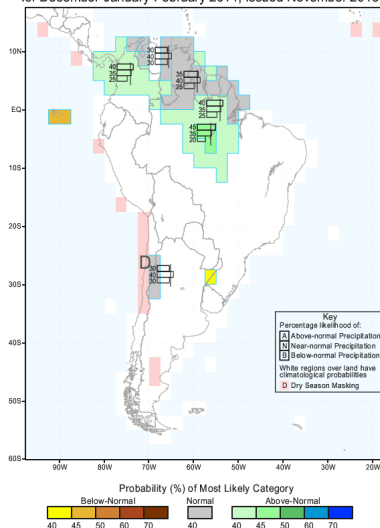 for December-January-February 2014, Issued November 2013
10N
EQ
10S
20S
30S
40S
50S
60S
90W 80W 70W 60W 50W 40W 30W 20W
40
35
25
30
40
30
35
40
25
40
35
25
45
35
20
D
30
40
30
Key
Percentage likelihood of:
A Above-normal Precipitation
N Near-normal Precipitation
B Below-normal Precipitation
White regions over land have
climatological probabilities
D Dry Season Masking
Probability (%) of Most Likely Category
Below-Normal Normal Above-Normal
40 45 50 60 70 40 40 45 50 60 70